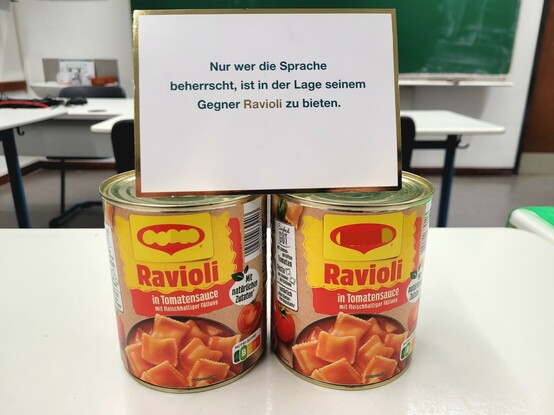 Nur wer die Sprache
beherrscht, ist in der Lage seinem
Gegner Ravioli zu bieten.
Ravioli
in Tomatensauce
mit fleischhaltiger Füllung
Mit
natürlichen
Zutaten
Ravioli
in Tomatensauce
mit fleischhaltiger Füllung